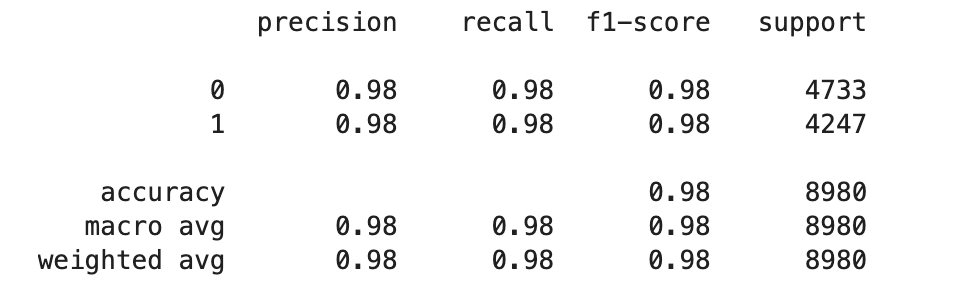 precision recall f1-score support
0 0.98 0.98 0.98 4733
1 0.98 0.98 0.98 4247
accuracy 0.98 8980
macro avg 0.98 0.98 0.98 8980
weighted avg 0.98 0.98 0.98 8980